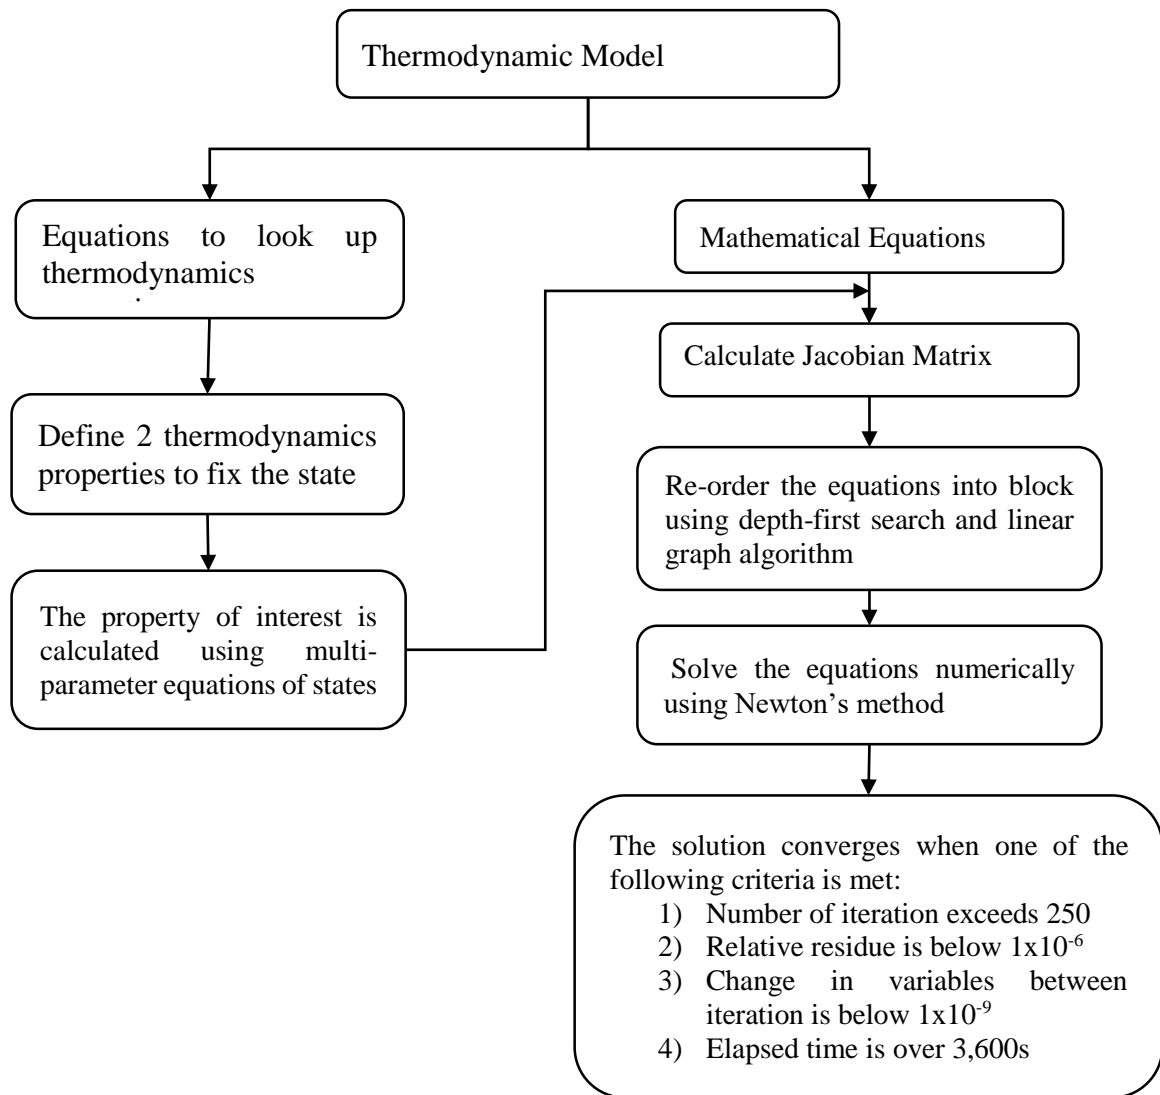 Thermodynamic Model
Equations to look up
thermodynamics
Define 2 thermodynamics
properties to fix the state
The property of interest is
calculated using multi-
parameter equations of states
Mathematical Equations
Calculate Jacobian Matrix
Re-order the equations into block
using depth-first search and linear
graph algorithm
Solve the equations numerically
using Newton’s method
The solution converges when one of the
following criteria is met:
1) Number of iteration exceeds 250
2) Relative residue is below 1x10⁻⁶
3) Change in variables between
iteration is below 1x10⁻⁹
4) Elapsed time is over 3,600s